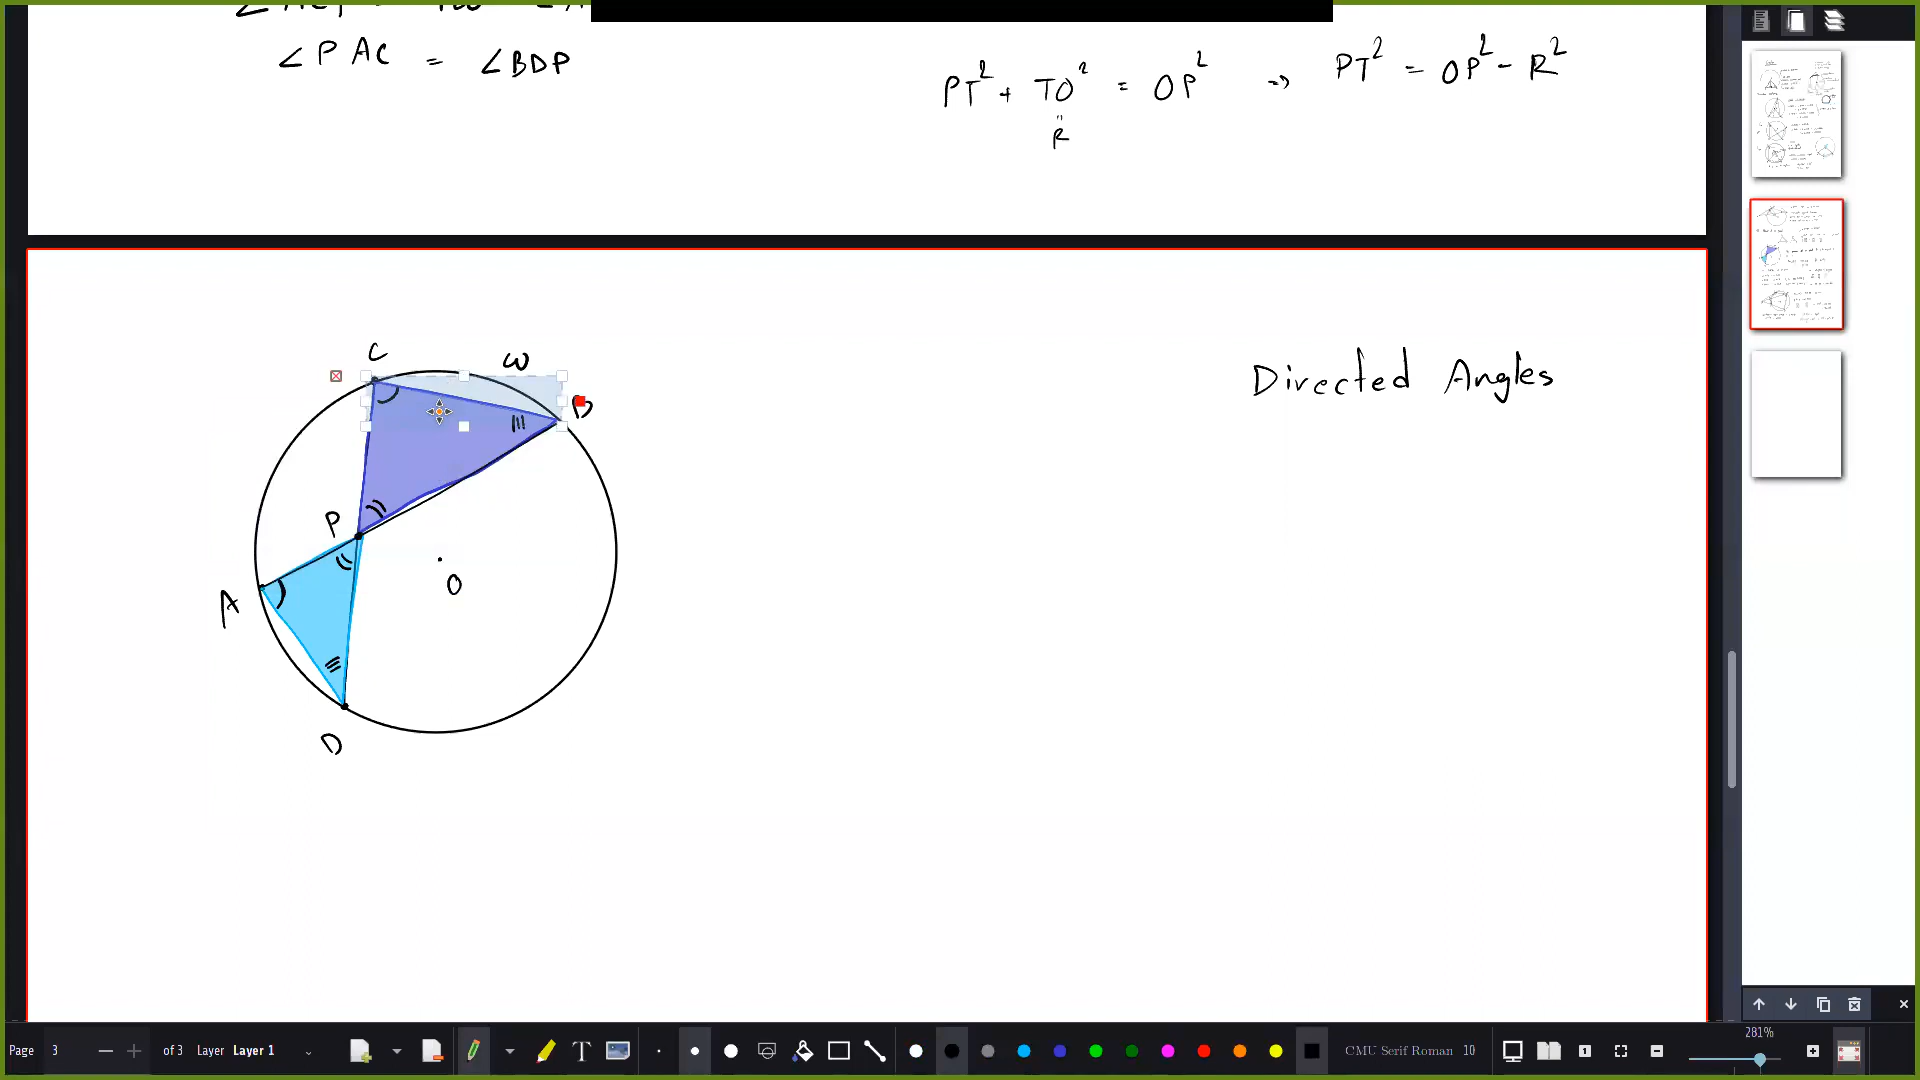 ∠PAC = ∠BDP
PT² + TO² = OP² ⇒ PT² = OP² - R²
"
R
C
ω
B
Directed Angles
P
O
A
D
Page 3 of 3 Layer Layer 1
CMU Serif Roman 10
281%